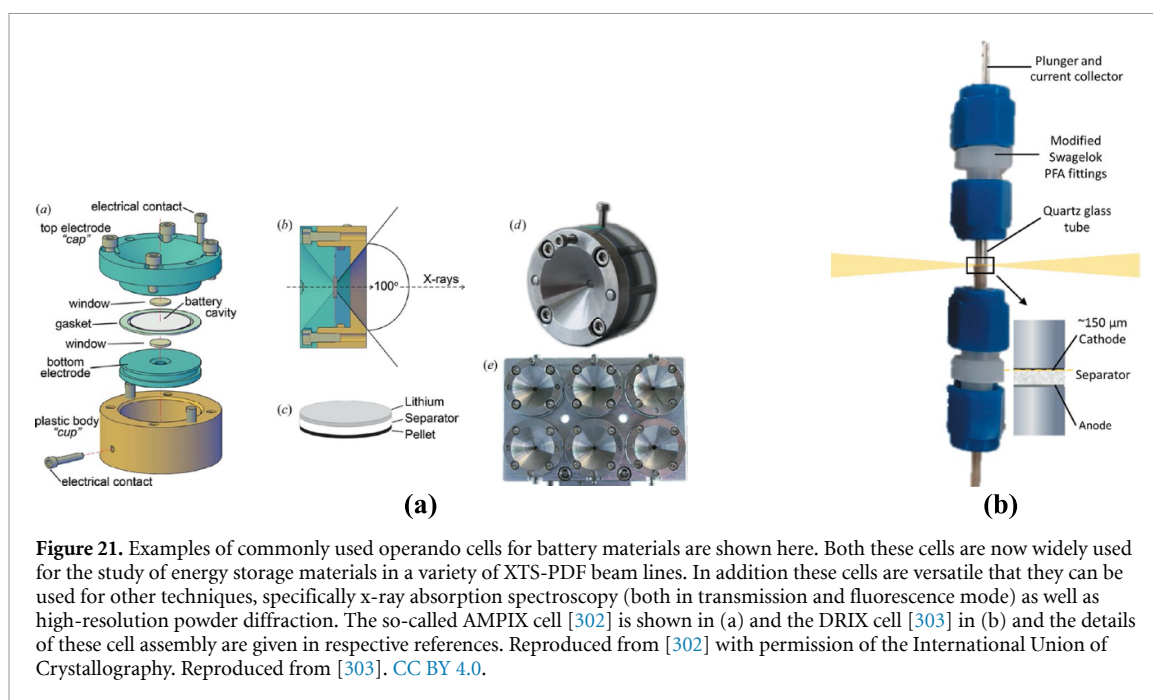 (a)
electrical contact
top electrode
"cap"
window
battery
cavity
gasket
window
bottom
electrode
plastic body
"cup"
electrical contact
(b)
100°
X-rays
(c)
Lithium
Separator
Pellet
(d)
(e)
(a)
Plunger and
current collector
Modified
Swagelok
PFA fittings
Quartz glass
tube
~150 μm
Cathode
Separator
Anode
(b)
Figure 21. Examples of commonly used operando cells for battery materials are shown here. Both these cells are now widely used
for the study of energy storage materials in a variety of XTS-PDF beam lines. In addition these cells are versatile that they can be
used for other techniques, specifically x-ray absorption spectroscopy (both in transmission and fluorescence mode) as well as
high-resolution powder diffraction. The so-called AMPIX cell [302] is shown in (a) and the DRIX cell [303] in (b) and the details
of these cell assembly are given in respective references. Reproduced from [302] with permission of the International Union of
Crystallography. Reproduced from [303]. CC BY 4.0.